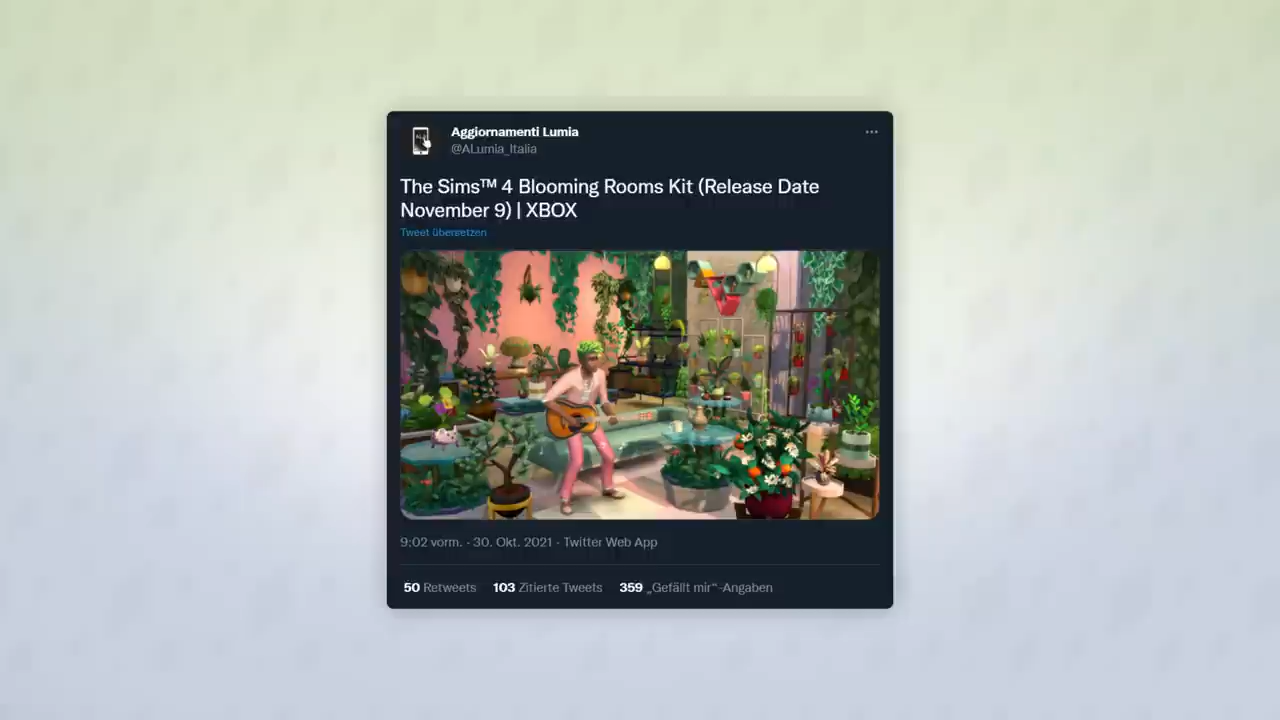 Aggiornamenti Lumia
@ALumia_Italia
The Sims™ 4 Blooming Rooms Kit (Release Date
November 9) | XBOX
Tweet übersetzen
9:02 vorm. · 30. Okt. 2021 · Twitter Web App
50 Retweets 103 Zitierte Tweets 359 „Gefällt mir“-Angaben